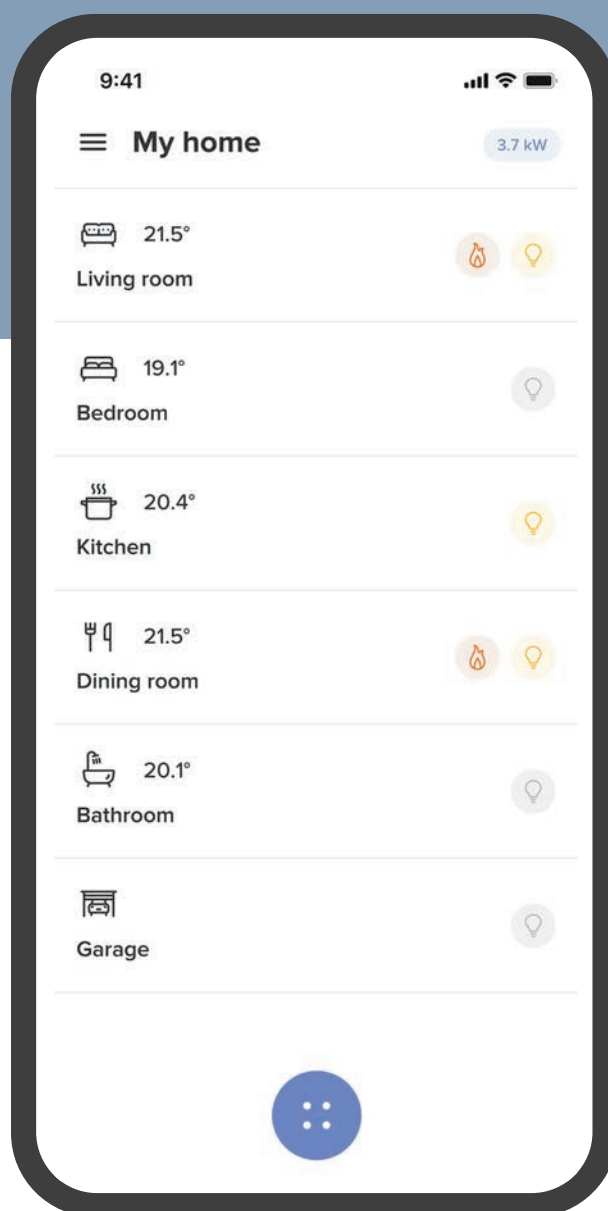 9:41
My home
3.7 kW
21.5°
Living room
19.1°
Bedroom
20.4°
Kitchen
21.5°
Dining room
20.1°
Bathroom
Garage